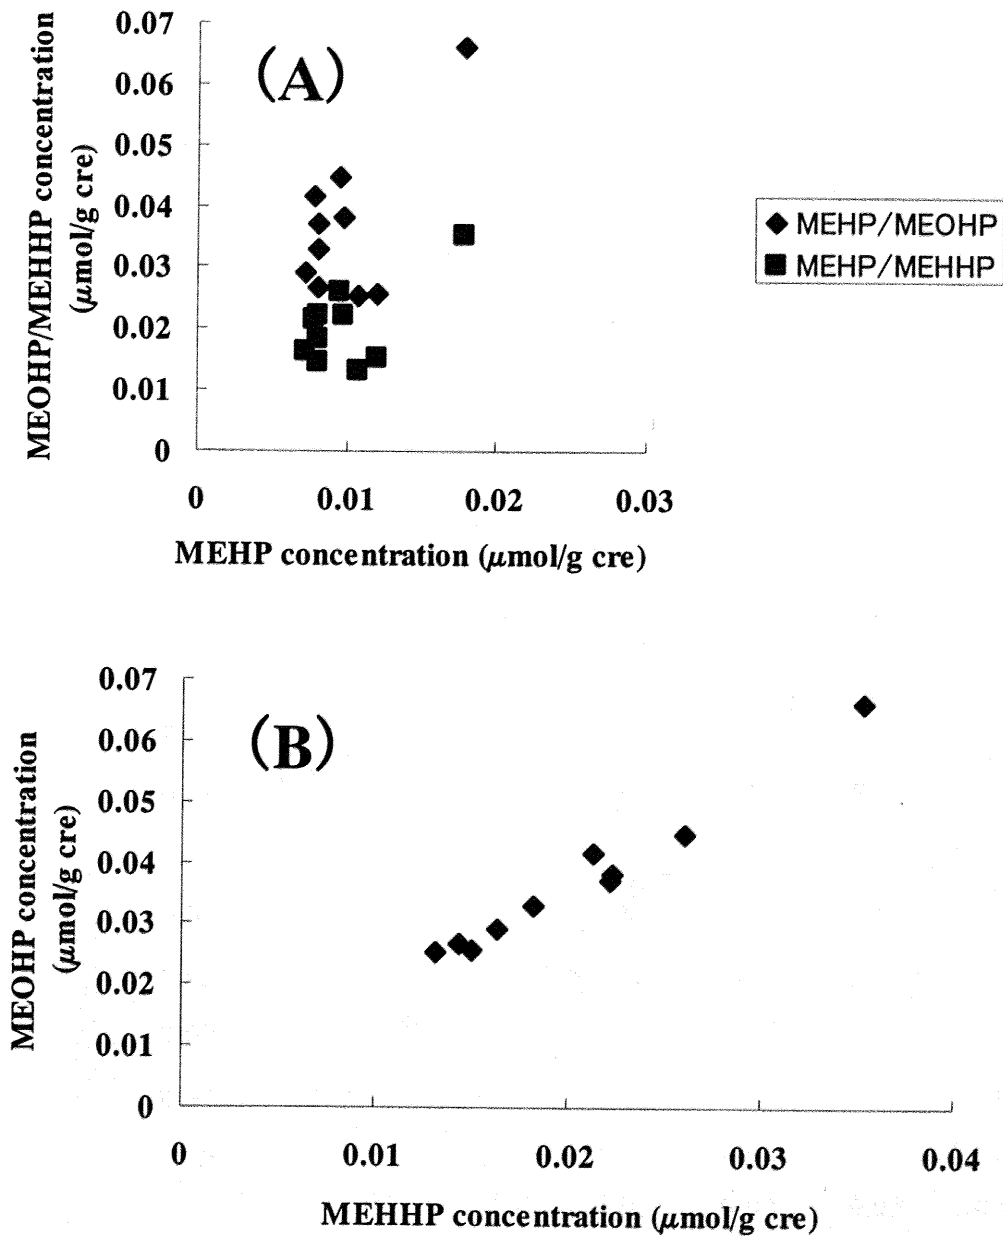 MEOHP/MEHHP concentration
(μmol/g cre)
0.07
0.06
0.05
0.04
0.03
0.02
0.01
0
(A)
0 0.01 0.02 0.03
MEHP concentration (μmol/g cre)
MEHP/MEOHP
MEHP/MEHHP
MEOHP concentration
(μmol/g cre)
0.07
0.06
0.05
0.04
0.03
0.02
0.01
0
(B)
0 0.01 0.02 0.03 0.04
MEHHP concentration (μmol/g cre)